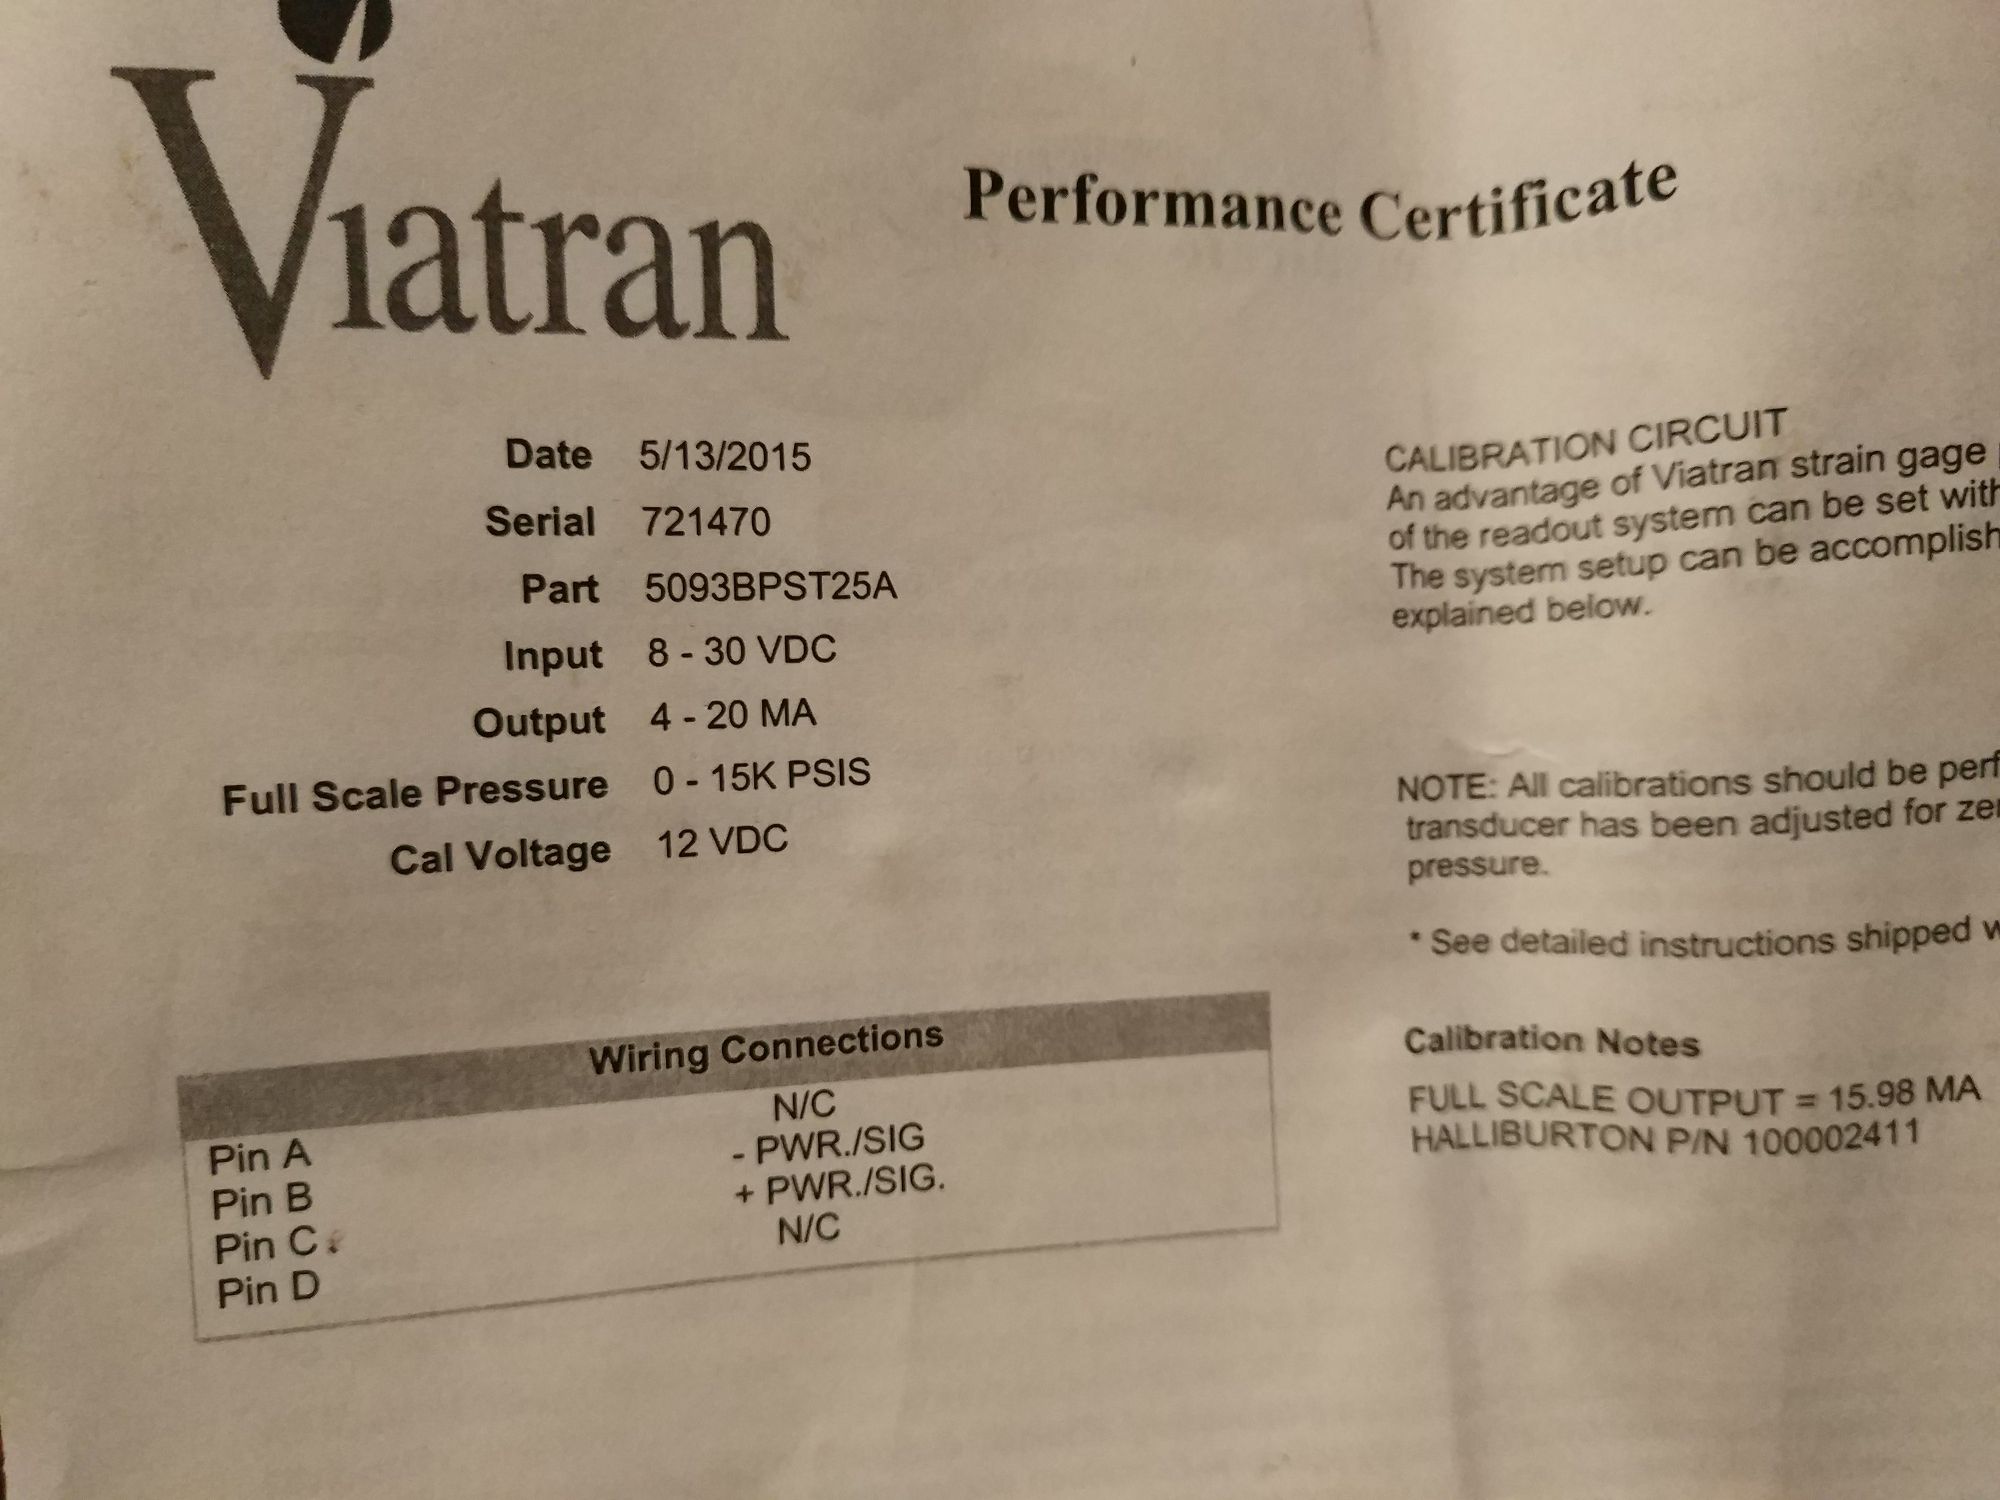 Viatran
Performance Certificate
Date 5/13/2015
Serial 721470
Part 5093BPST25A
Input 8 - 30 VDC
Output 4 - 20 MA
Full Scale Pressure 0 - 15K PSIS
Cal Voltage 12 VDC
CALIBRATION CIRCUIT
An advantage of Viatran strain gage
of the readout system can be set with
The system setup can be accomplish
explained below.
NOTE: All calibrations should be perf
transducer has been adjusted for
pressure.
* See detailed instructions shipped
Wiring Connections
Pin A N/C
Pin B - PWR./SIG
Pin C + PWR./SIG.
Pin D N/C
Calibration Notes
FULL SCALE OUTPUT = 15.98 MA
HALLIBURTON P/N 100002411